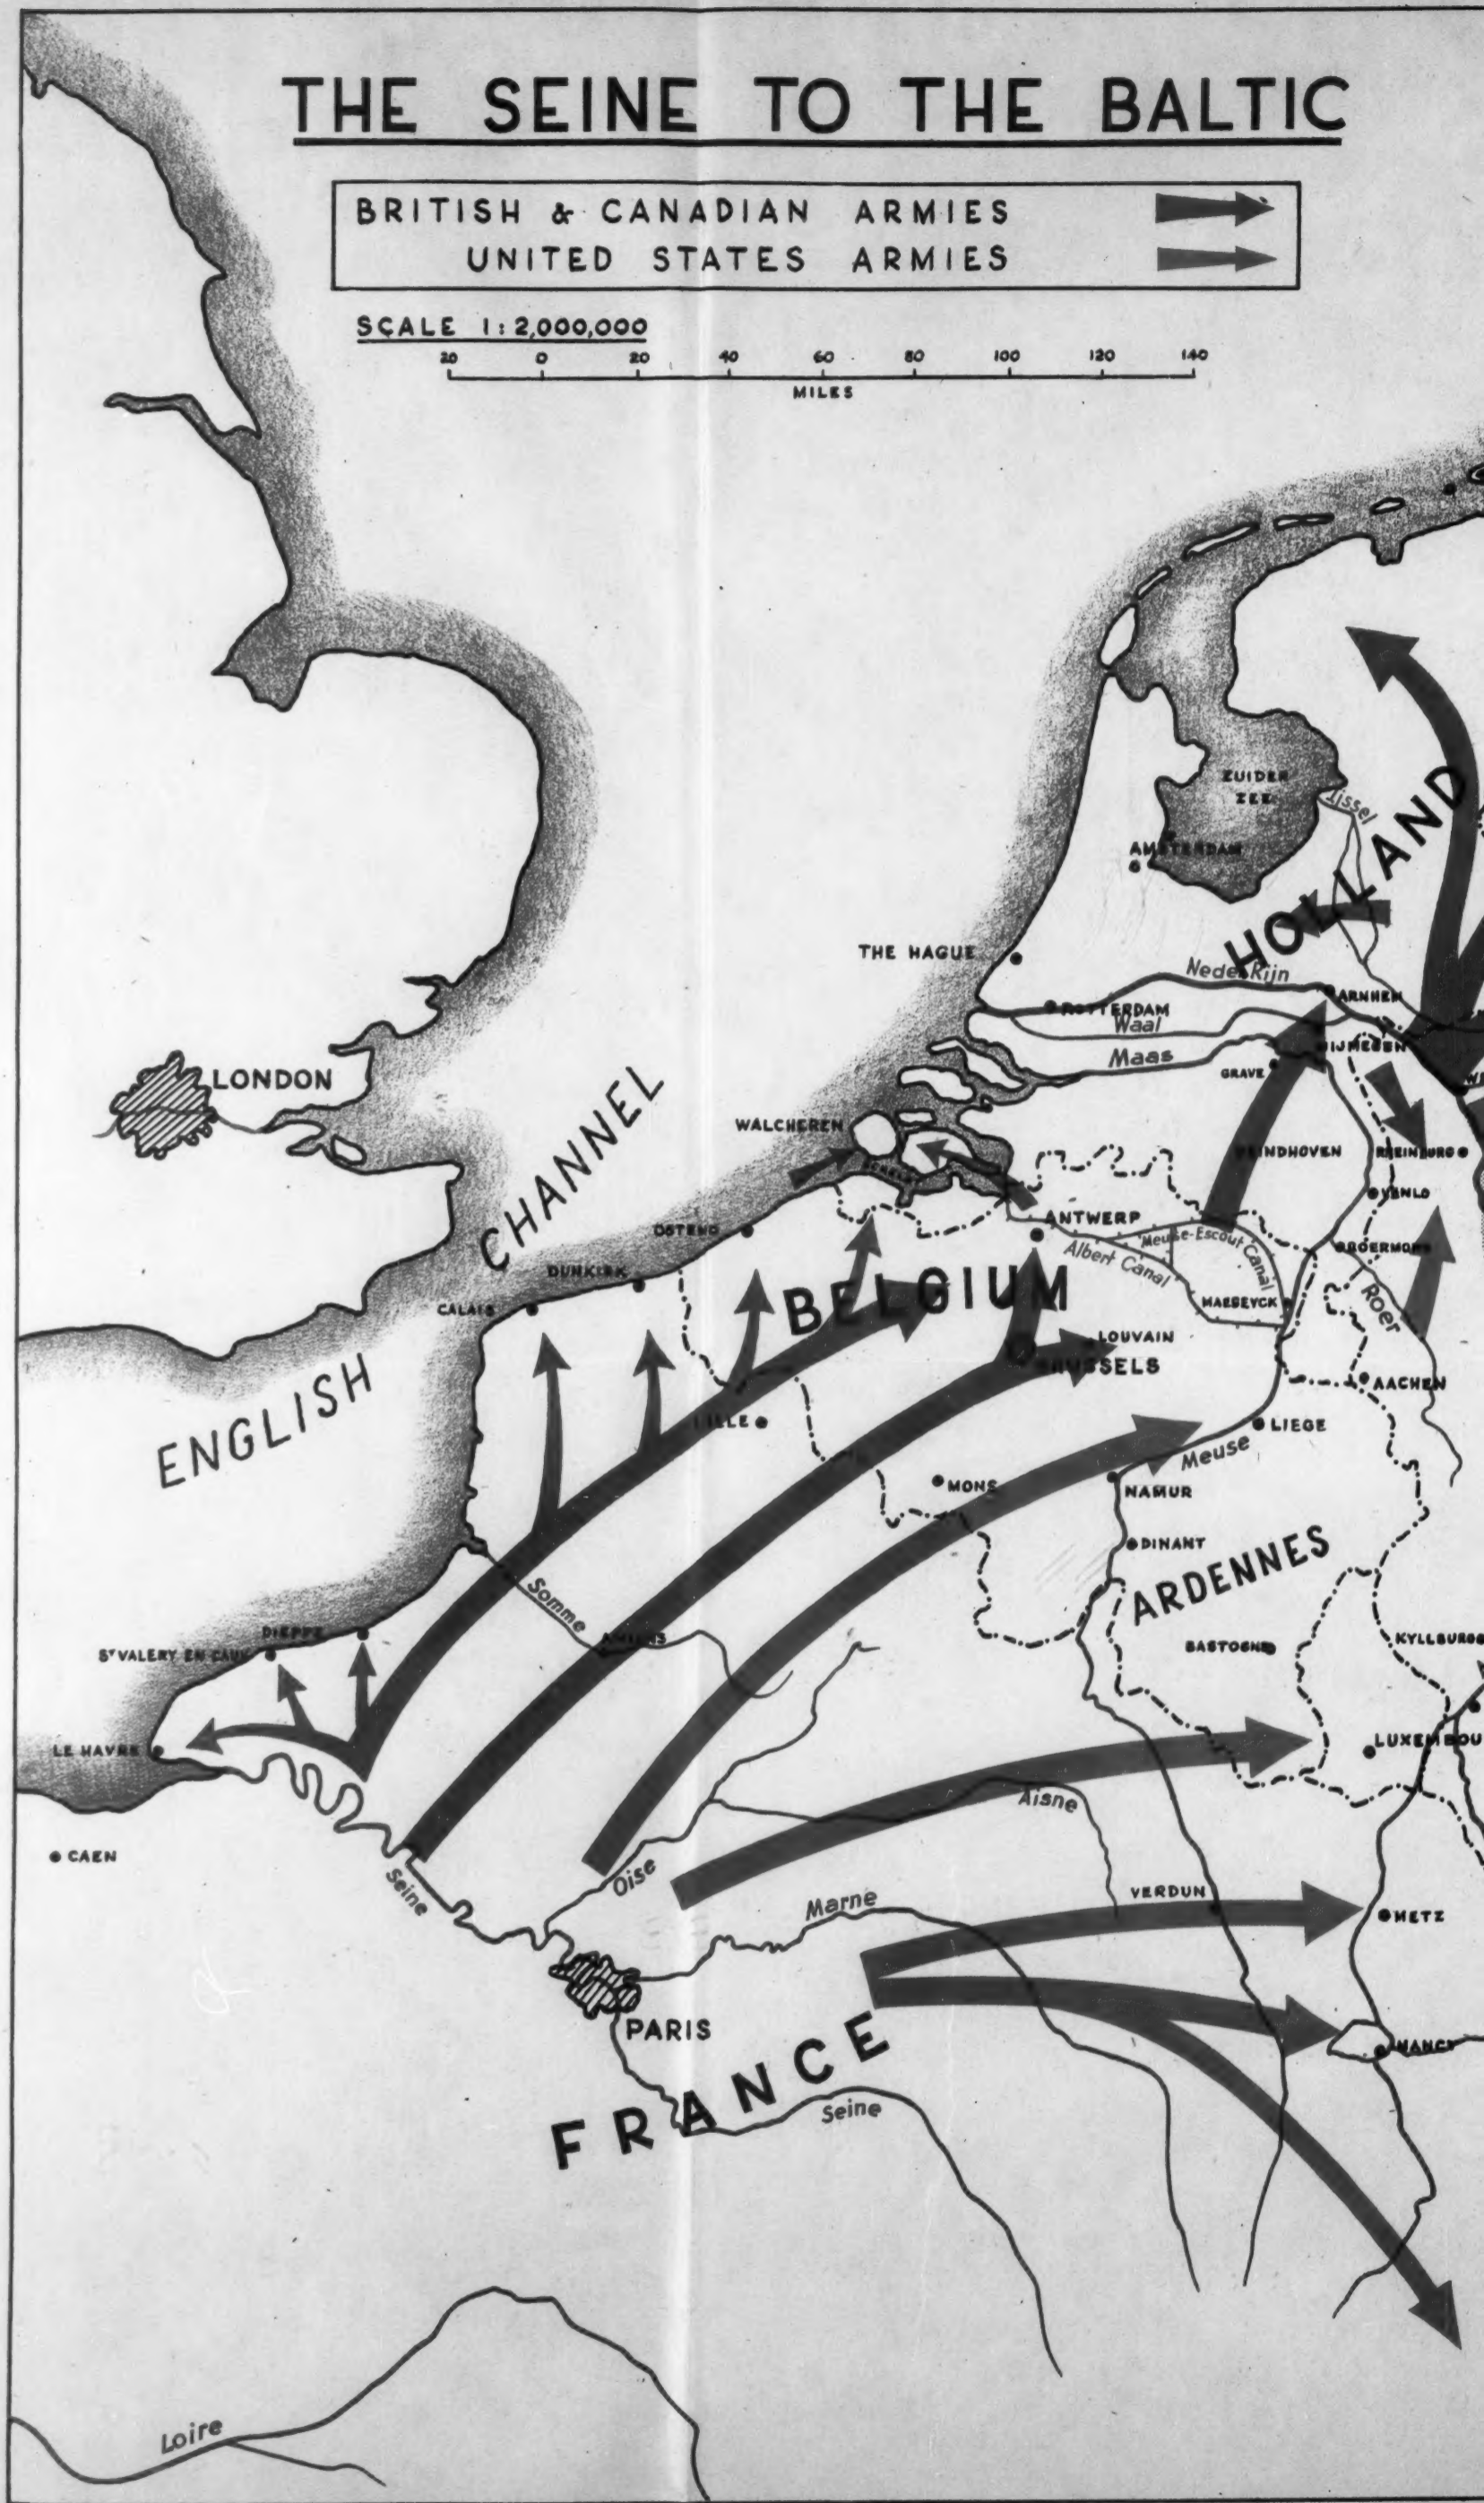 THE SEINE TO THE BALTIC
BRITISH & CANADIAN ARMIES
UNITED STATES ARMIES
SCALE 1:2,000,000
20 0 20 40 60 80 100 120 140
MILES
ZUIDER
ZEE
Ijssel
AMSTERDAM
HOLLAND
THE HAGUE
Neder Rijn
ARNHEM
ROTTERDAM
Waal
NIJMEGEN
Maas
GRAVE
LONDON
CHANNEL
WALCHEREN
EINDHOVEN
RHEINBURG
VENLO
OSTEND
ANTWERP
Meuse-Escout Canal
Albert Canal
ROERMOND
DUNKIRK
BELGIUM
CALAIS
MAESEYCK
Roer
LOUVAIN
BRUSSELS
AACHEN
ENGLISH
LILLE
LIEGE
Meuse
MONS
NAMUR
DINANT
ARDENNES
Somme
DIEPPE
AMIENS
ST VALERY EN CAUX
BASTOGNE
KYLLBURG
LE HAVRE
LUXEMBOU
Aisne
CAEN
Seine
Oise
Marne
VERDUN
METZ
PARIS
NANCY
FRANCE
Seine
Loire